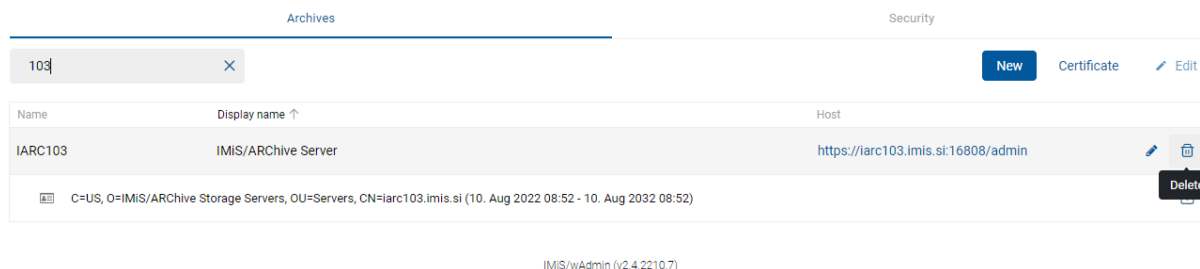 Archives Security
103
New Certificate Edit
Name Display name Host
IARC103 IMiS/ARChive Server https://iarc103.imis.si:16808/admin
Delete
C=US, O=IMiS/ARChive Storage Servers, OU=Servers, CN=iarc103.imis.si (10. Aug 2022 08:52 - 10. Aug 2032 08:52)
IMiS/wAdmin (v2.4.2210.7)